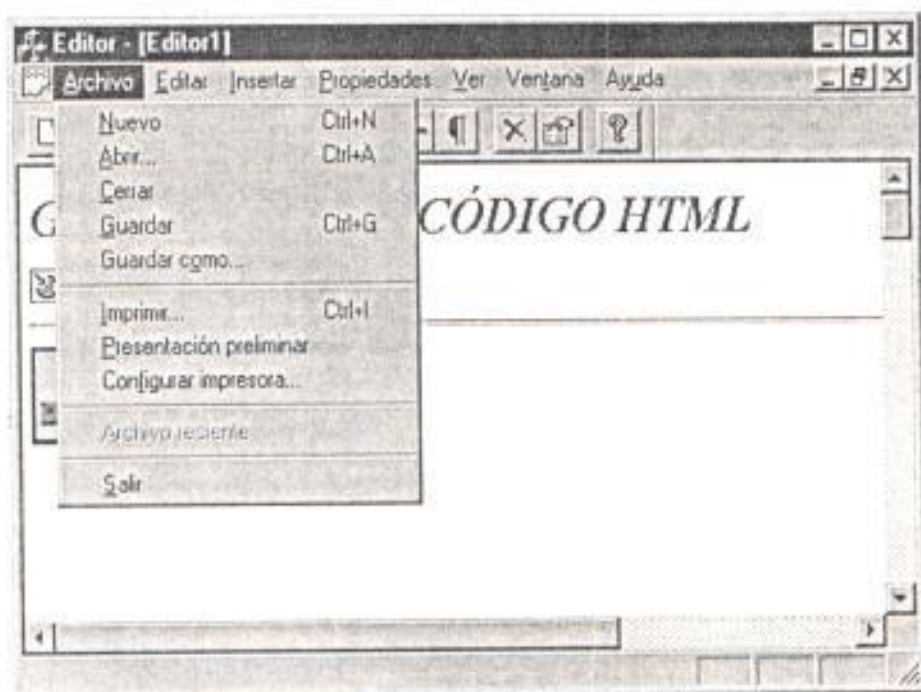 Editor - [Editor1]
Archivo Editar Insertar Propiedades Ver Ventana Ayuda
Nuevo Ctrl+N
Abrir... Ctrl+A
Cerrar
Guardar Ctrl+G
Guardar como...
Imprimir... Ctrl+I
Presentación preliminar
Configurar impresora...
Archivo reciente
Salir
G CÓDIGO HTML